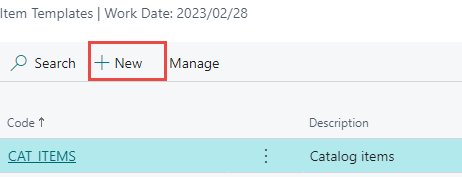 Item Templates | Work Date: 2023/02/28
Search + New Manage
Code ↑ Description
CAT_ITEMS Catalog items